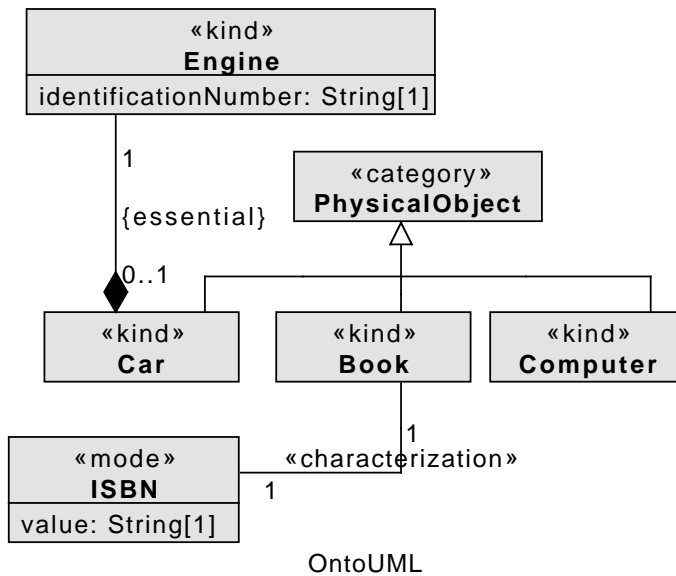 «kind»
Engine
identificationNumber: String[1]
1
«category»
PhysicalObject
{essential}
0..1
«kind»
Car
«kind»
Book
«kind»
Computer
1
«mode»
ISBN
«characterization»
1
value: String[1]
OntoUML